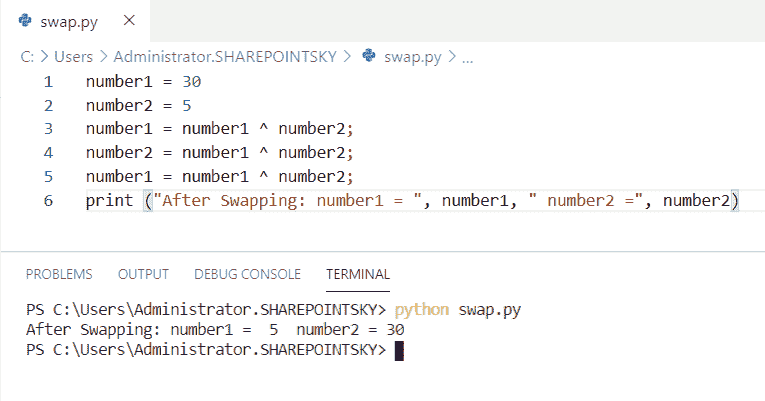 swap.py ×
C: > Users > Administrator.SHAREPOINTSKY > swap.py > ...
1 number1 = 30
2 number2 = 5
3 number1 = number1 ^ number2;
4 number2 = number1 ^ number2;
5 number1 = number1 ^ number2;
6 print ("After Swapping: number1 = ", number1, " number2 =", number2)
PROBLEMS OUTPUT DEBUG CONSOLE TERMINAL
PS C:\Users\Administrator.SHAREPOINTSKY> python swap.py
After Swapping: number1 =  5  number2 = 30
PS C:\Users\Administrator.SHAREPOINTSKY>